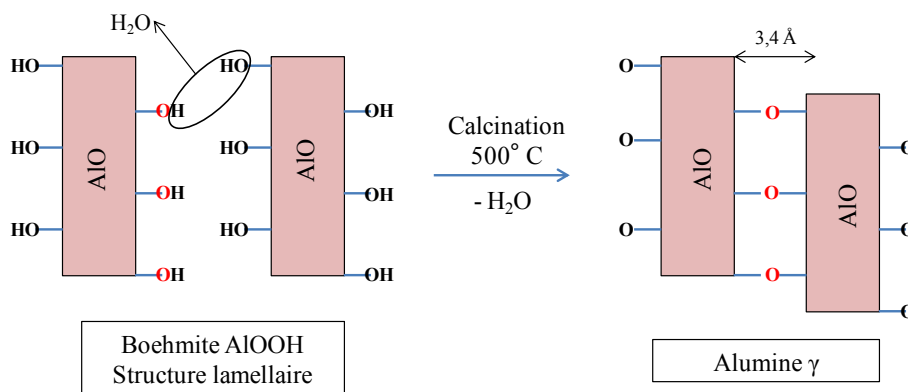 H₂O
HO
HO
HO
OH
OH
OH
AlO
HO
HO
HO
OH
OH
OH
AlO
Calcination
500° C
- H₂O
3,4 Å
O
O
O
AlO
O
O
O
AlO
O
O
O
Boehmite AlOOH
Structure lamellaire
Alumine γ